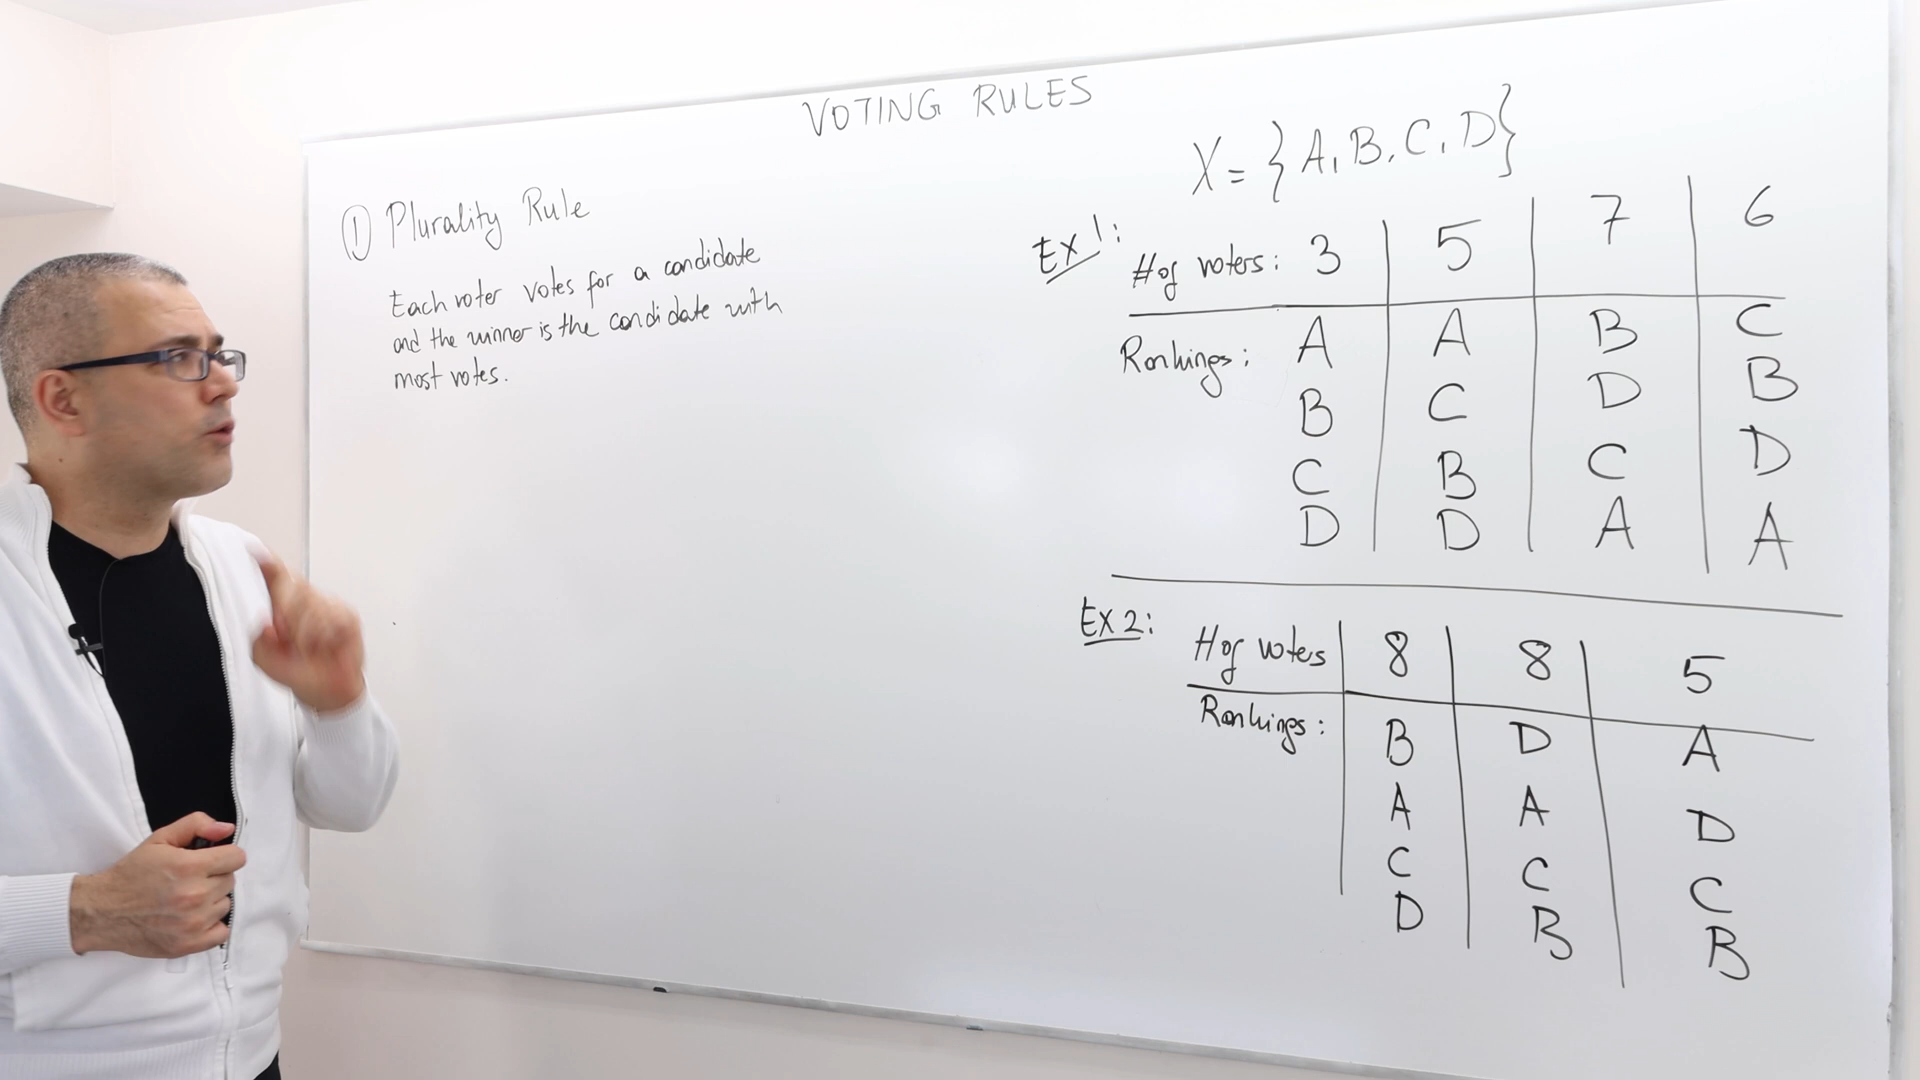 VOTING RULES
① Plurality Rule
Each voter votes for a candidate
and the winner is the candidate with
most votes.
X = { A, B, C, D }
Ex 1:
# of voters: 3 5 7 6
Rankings: A A B C
B C D B
C B C D
D D A A
Ex 2:
# of voters 8 8 5
Rankings: B D A
A A D
C C C
D B B